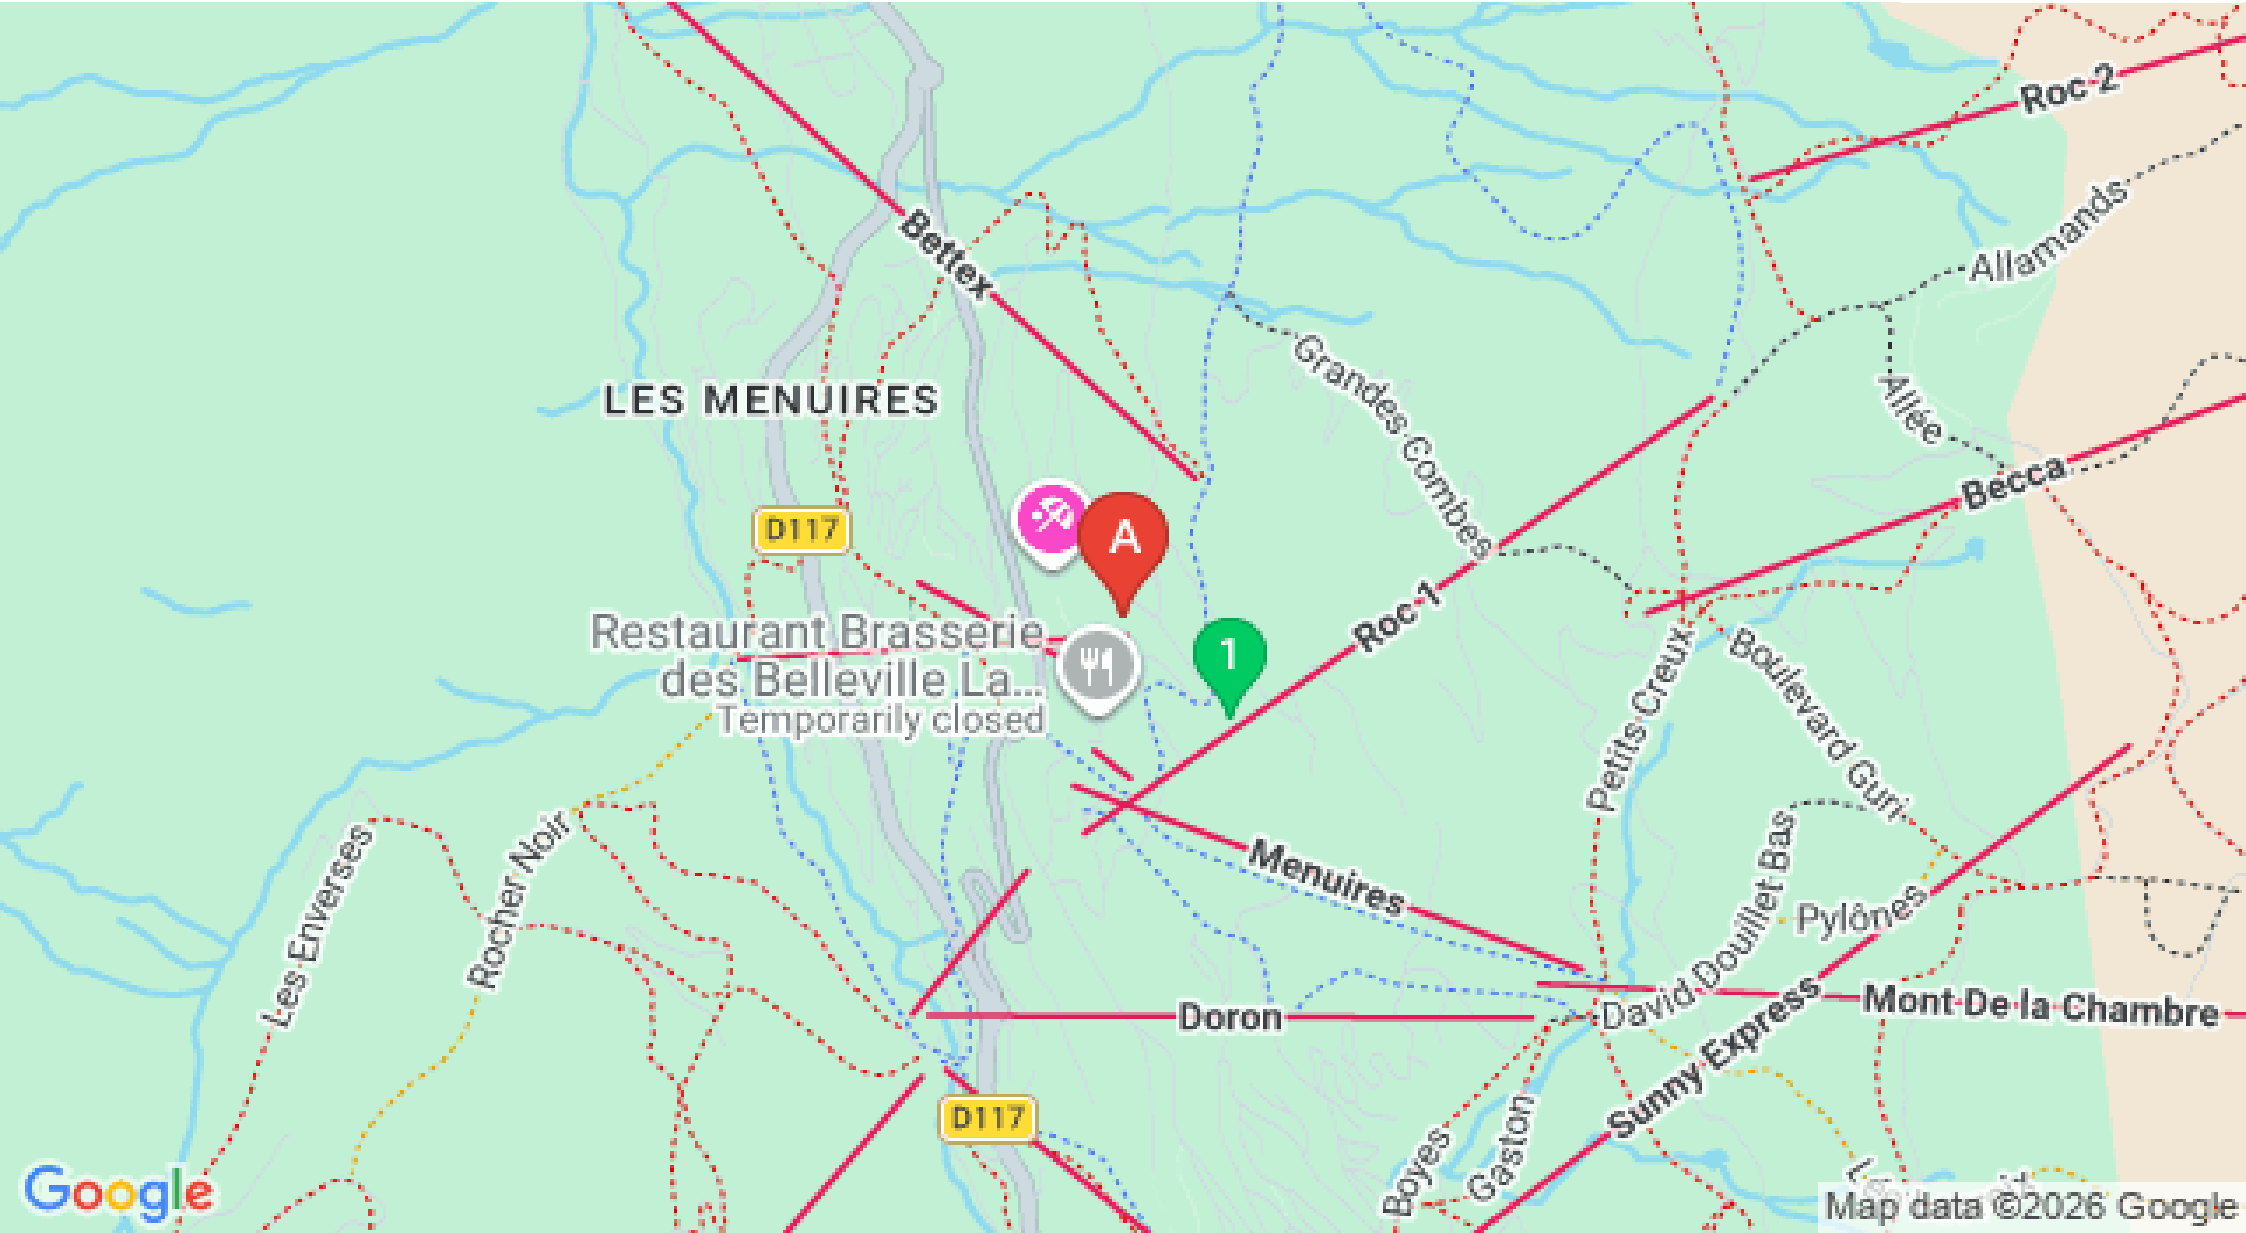 Roc 2
Allamands
Bettex
Grandes Combes
LES MENUIRES
Allée
Becca
D117
A
Roc 1
1
Restaurant Brasserie
des Belleville La...
Temporarily closed
Petits Creux
Boulevard Guri
Les Enverses
Rocher Noir
Menuires
David Douillet Bas
Pylônes
Doron
Mont De la Chambre
Sunny Express
D117
Boyes
Gaston
Google
Map data ©2026 Google